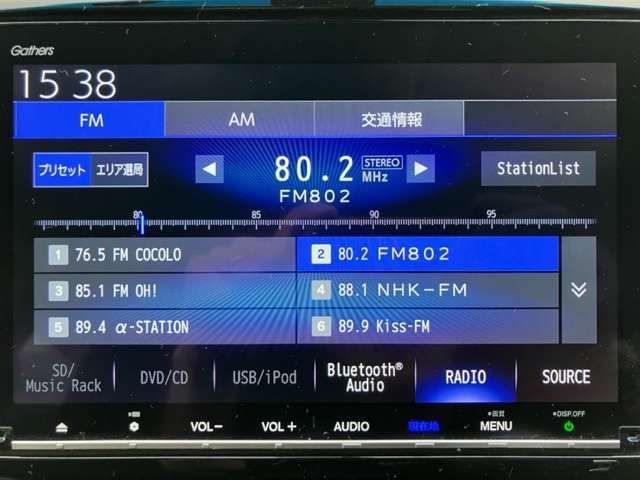 Gathers
15 38
FM AM 交通情報
プリセット エリア選局 ◀ 80.2 STEREO MHz ▶ StationList
FM802
80 85 90 95
1 76.5 FM COCOLO 2 80.2 FM802
3 85.1 FM OH! 4 88.1 NHK-FM
5 89.4 α-STATION 6 89.9 Kiss-FM
SD/ Music Rack DVD/CD USB/iPod Bluetooth® Audio RADIO SOURCE
VOL− VOL+ AUDIO 現在地 *画質 MENU *DISP.OFF